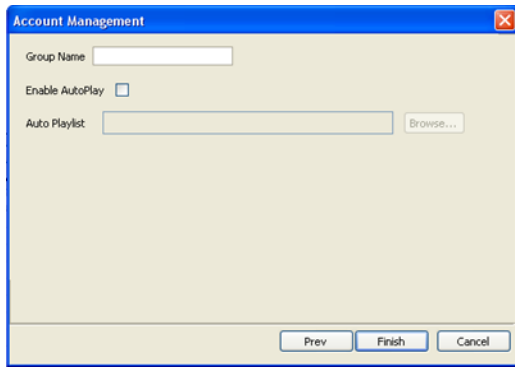 Account Management
Group Name
Enable AutoPlay
Auto Playlist Browse...
Prev Finish Cancel